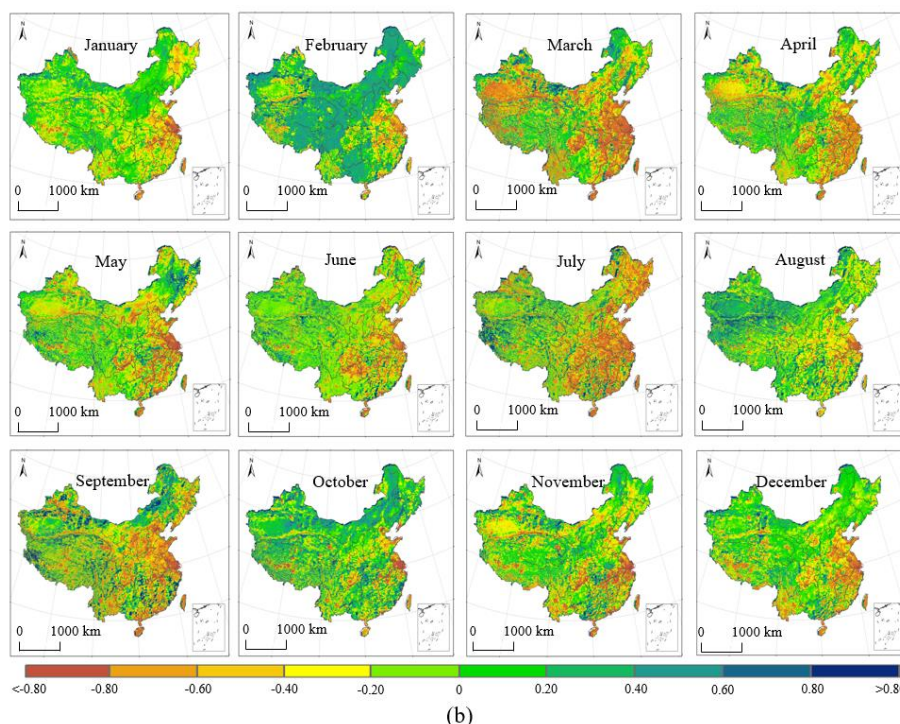 N N N N
January February March April
0 1000 km 0 1000 km 0 1000 km 0 1000 km
N N N N
May June July August
0 1000 km 0 1000 km 0 1000 km 0 1000 km
N N N N
September October November December
0 1000 km 0 1000 km 0 1000 km 0 1000 km
<-0.80 -0.80 -0.60 -0.40 -0.20 0 0.20 0.40 0.60 0.80 >0.80
(b)